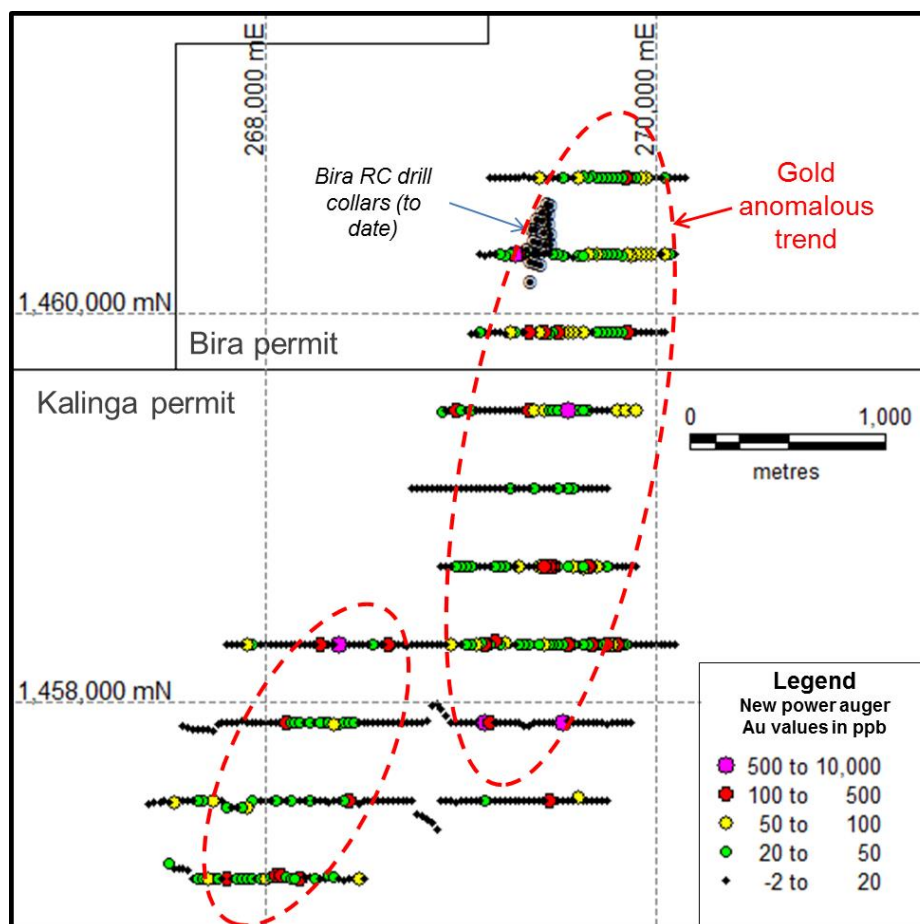 268,000 mE
270,000 mE
Bira RC drill
collars (to
date)
Gold
anomalous
trend
1,460,000 mN
Bira permit
Kalinga permit
0 1,000
metres
1,458,000 mN
Legend
New power auger
Au values in ppb
500 to 10,000
100 to 500
50 to 100
20 to 50
-2 to 20